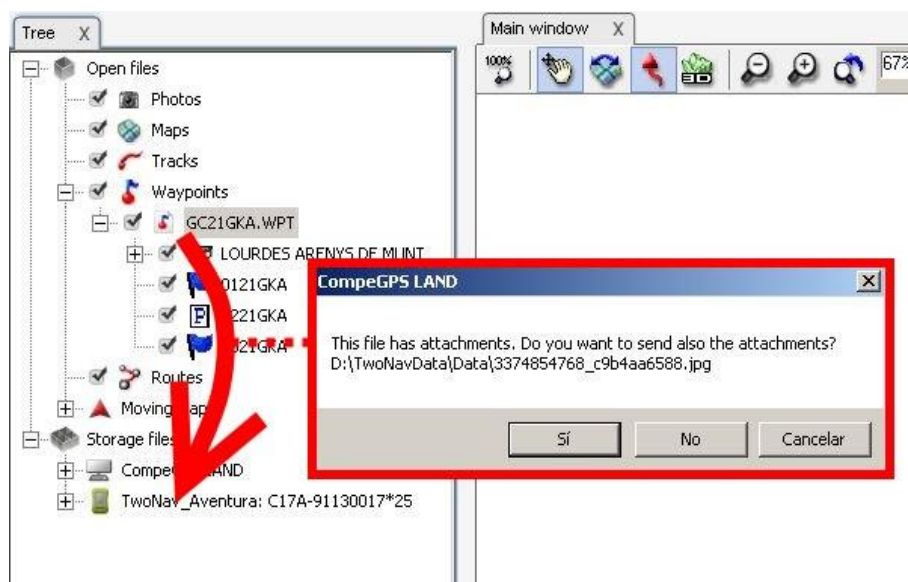 Tree X
Main window X
100%
67%
Open files
Photos
Maps
Tracks
Waypoints
GC21GKA.WPT
LOURDES ARENYS DE MUNT
0121GKA
221GKA
21GKA
Routes
Moving
Storage files
CompeG LAND
TwoNav_Aventura: C17A-91130017*25
CompeGPS LAND
This file has attachments. Do you want to send also the attachments?
D:\TwoNavData\Data\3374854768_c9b4aa6588.jpg
Sí No Cancelar